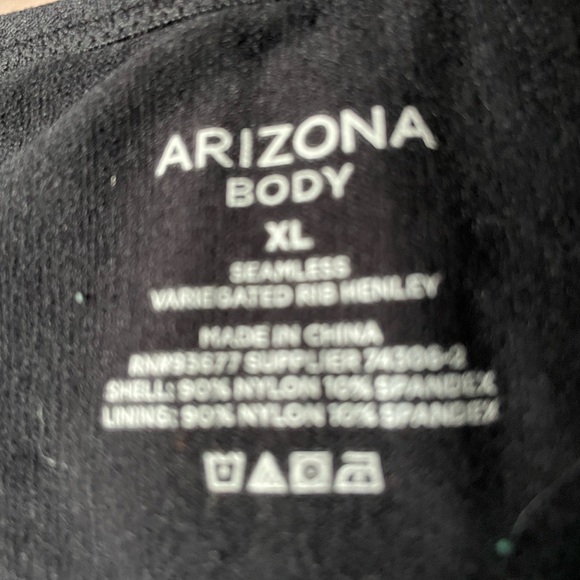 ARIZONA
BODY
XL
SEAMLESS
VARIEGATED RIB HENLEY
MADE IN CHINA
SUPPLIER
SHELL: 90% NYLON 10% SPANDEX
LINING: 90% NYLON 10% SPANDEX